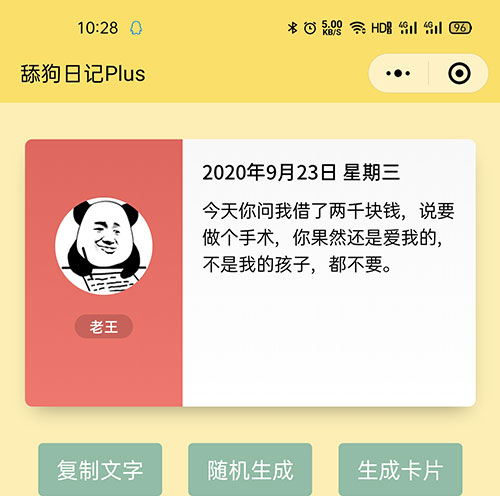 10:28
5.00
KB/S
HD
4G
4G
96
舔狗日记Plus
2020年9月23日 星期三
今天你问我借了两千块钱，说要
做个手术，你果然还是爱我的，
不是我的孩子，都不要。
老王
复制文字
随机生成
生成卡片